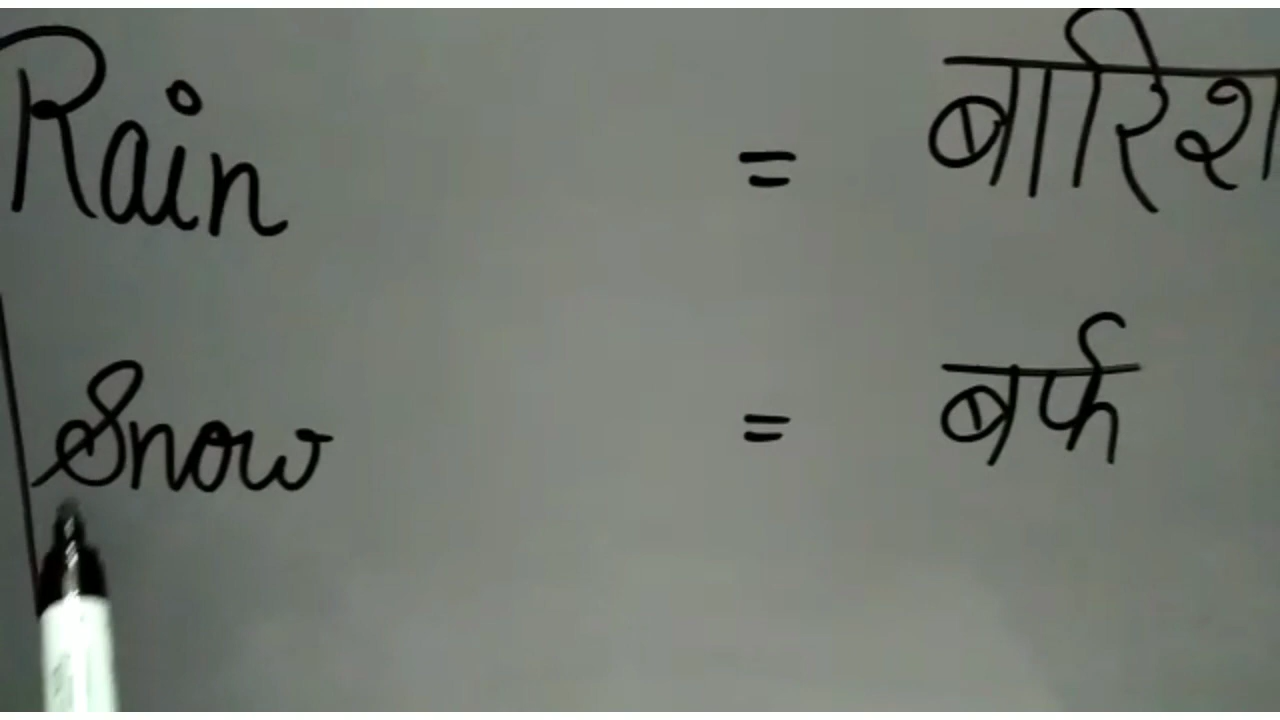 Rain = बारिश
Snow = बर्फ